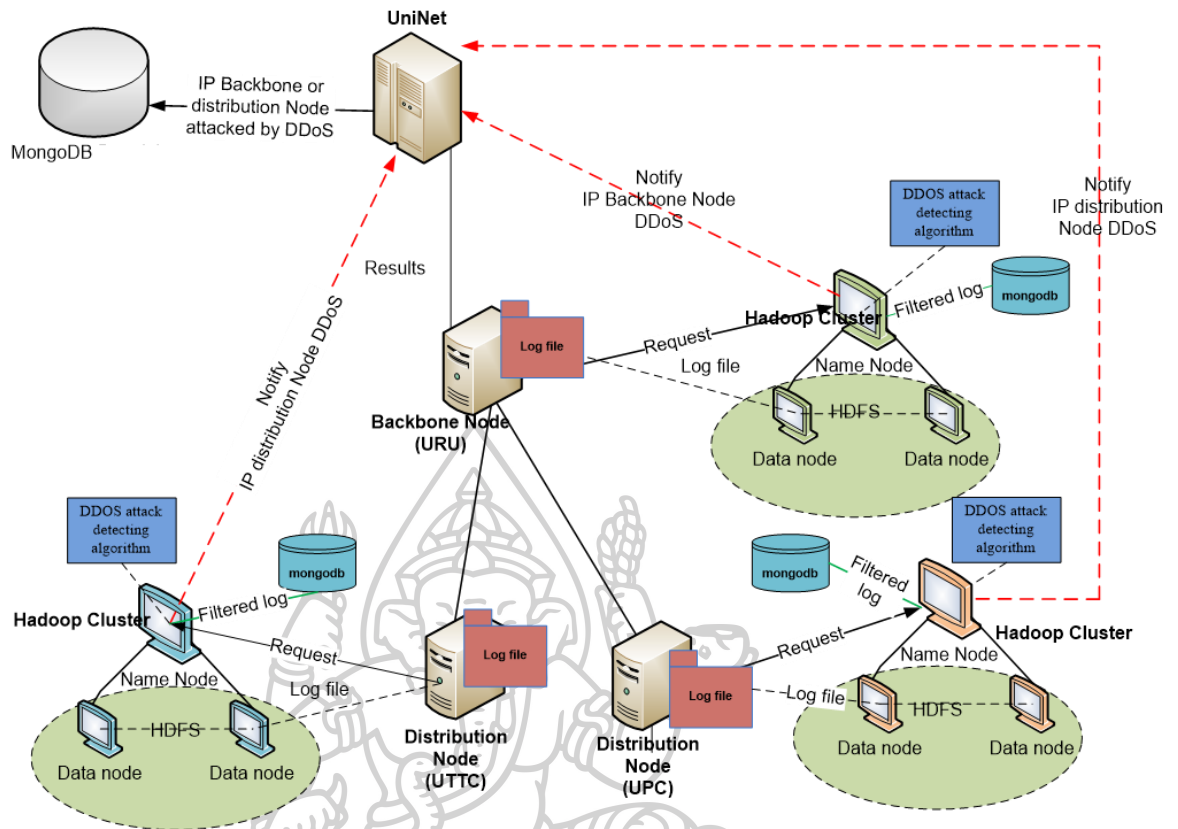 UniNet
IP Backbone or
distribution Node
attacked by DDoS
MongoDB
Notify
IP Backbone Node
DDoS
DDOS attack
detecting
algorithm
Notify
IP distribution
Node DDoS
Results
Notify
IP distribution Node DDoS
Log file
Request
Log file
Hadoop Cluster
Filtered log
mongodb
Name Node
HDFS
Data node
Data node
Backbone Node
(URU)
DDOS attack
detecting
algorithm
mongodb
Filtered log
Hadoop Cluster
Request
Name Node
Log file
HDFS
Data node
Data node
Log file
Distribution
Node
(UTTC)
DDOS attack
detecting
algorithm
mongodb
Filtered
log
Hadoop Cluster
Request
Name Node
Log file
Log file
HDFS
Data node
Data node
Distribution
Node
(UPC)